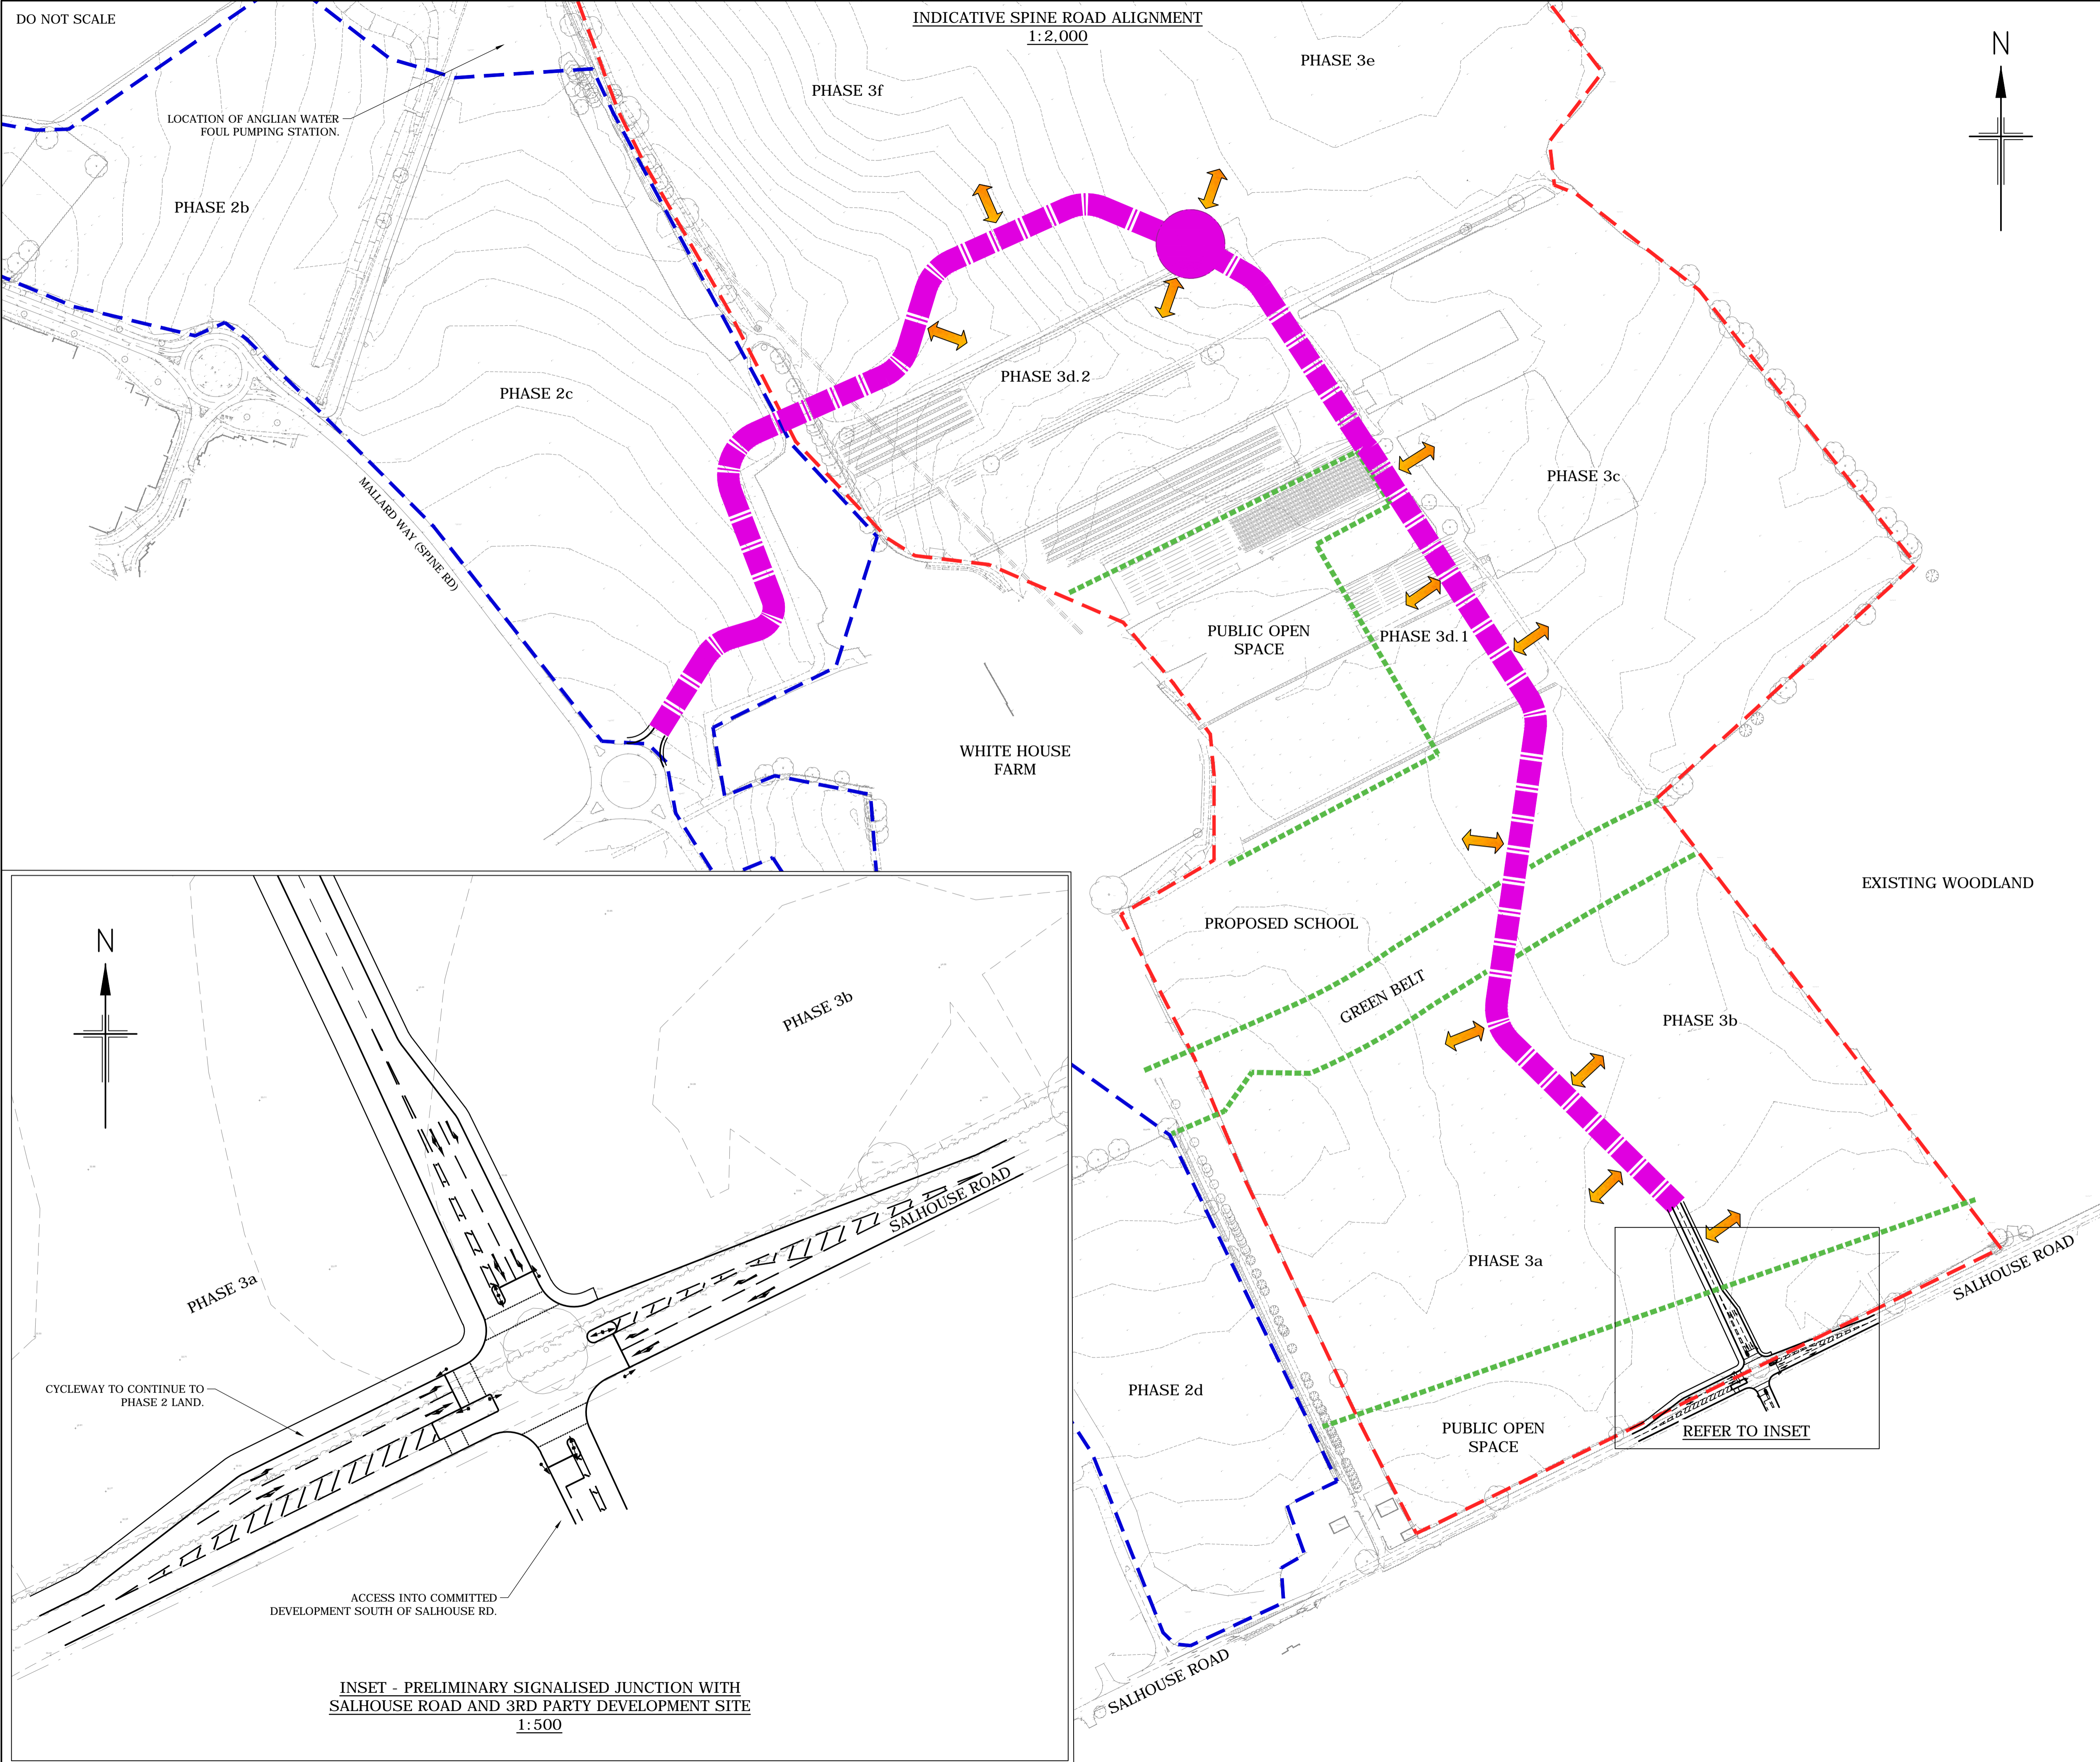 DO NOT SCALE
INDICATIVE SPINE ROAD ALIGNMENT
1:2,000
N
PHASE 3e
PHASE 3f
LOCATION OF ANGLIAN WATER
FOUL PUMPING STATION.
PHASE 2b
PHASE 3d.2
PHASE 2c
PHASE 3c
MALLARD WAY (SPINE RD)
PUBLIC OPEN
SPACE
PHASE 3d.1
WHITE HOUSE
FARM
EXISTING WOODLAND
PROPOSED SCHOOL
GREEN BELT
PHASE 3b
PHASE 3a
SALHOUSE ROAD
PHASE 2d
PUBLIC OPEN
SPACE
REFER TO INSET
SALHOUSE ROAD
N
PHASE 3b
SALHOUSE ROAD
PHASE 3a
CYCLEWAY TO CONTINUE TO
PHASE 2 LAND.
ACCESS INTO COMMITTED
DEVELOPMENT SOUTH OF SALHOUSE RD.
INSET - PRELIMINARY SIGNALISED JUNCTION WITH
SALHOUSE ROAD AND 3RD PARTY DEVELOPMENT SITE
1:500